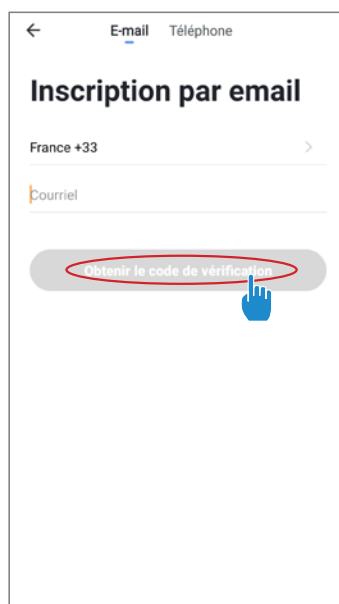 E-mail Téléphone
Inscription par email
France +33
Courriel
Obtenir le code de vérification